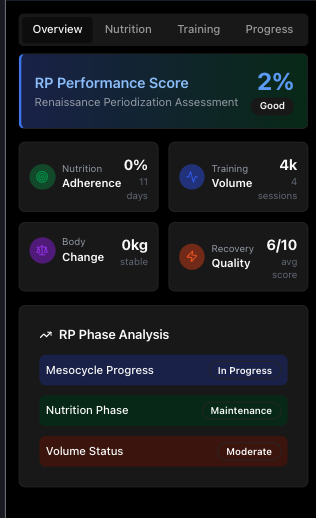 Overview Nutrition Training Progress
RP Performance Score
Renaissance Periodization Assessment
2%
Good
Nutrition
Adherence
0%
11
days
Training
Volume
4k
4
sessions
Body
Change
0kg
stable
Recovery
Quality
6/10
avg
score
RP Phase Analysis
Mesocycle Progress In Progress
Nutrition Phase Maintenance
Volume Status Moderate